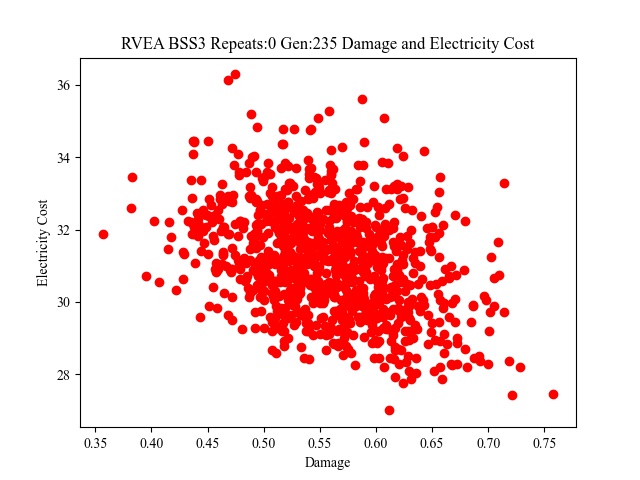 RVEA BSS3 Repeats:0 Gen:235 Damage and Electricity Cost
36
34
32
30
28
Electricity Cost
0.35 0.40 0.45 0.50 0.55 0.60 0.65 0.70 0.75
Damage